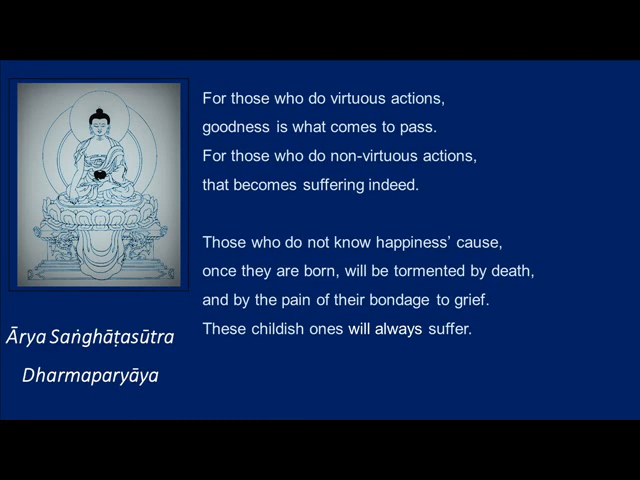 For those who do virtuous actions,
goodness is what comes to pass.
For those who do non-virtuous actions,
that becomes suffering indeed.
Those who do not know happiness’ cause,
once they are born, will be tormented by death,
and by the pain of their bondage to grief.
These childish ones will always suffer.
Ārya Saṅghāṭasūtra
Dharmaparyāya